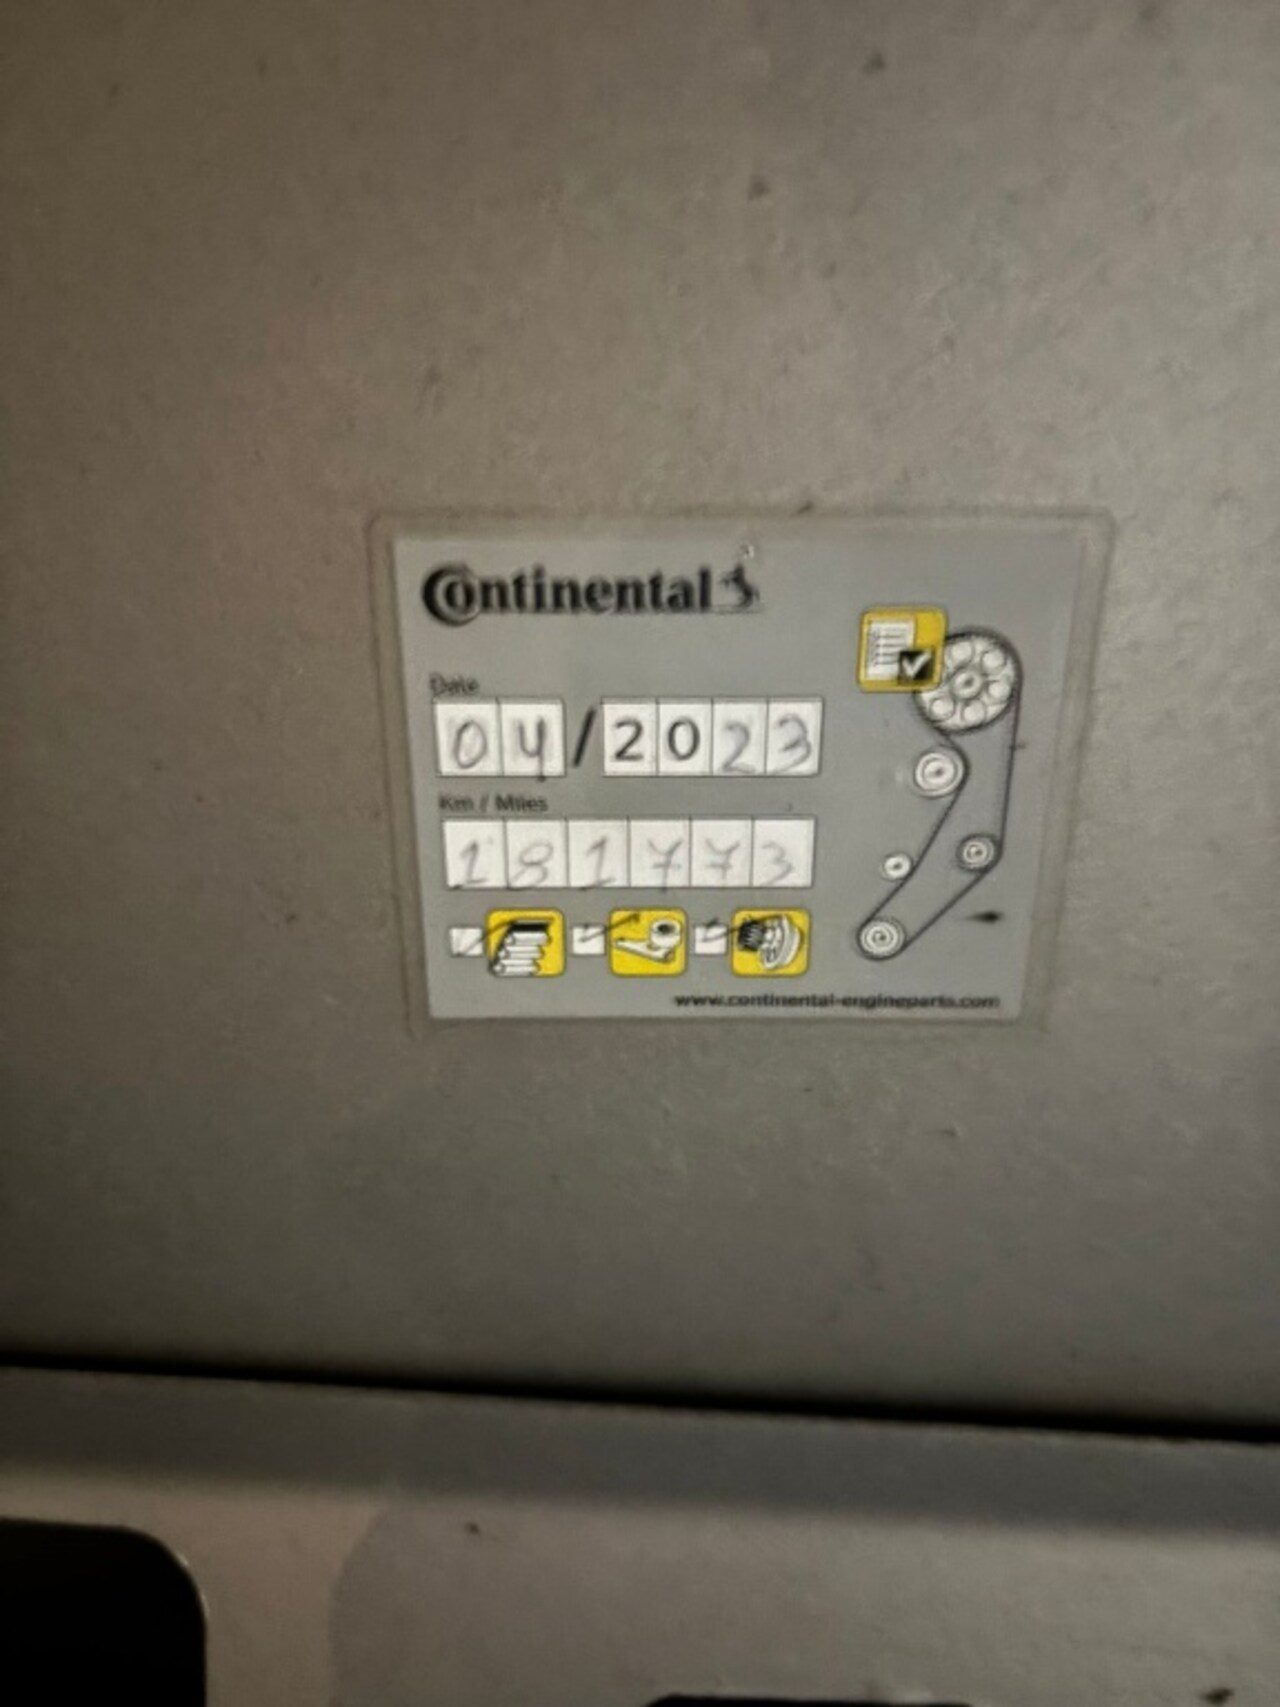 Continental
Date
04/2023
Km / Miles
181773
www.continental-engineparts.com